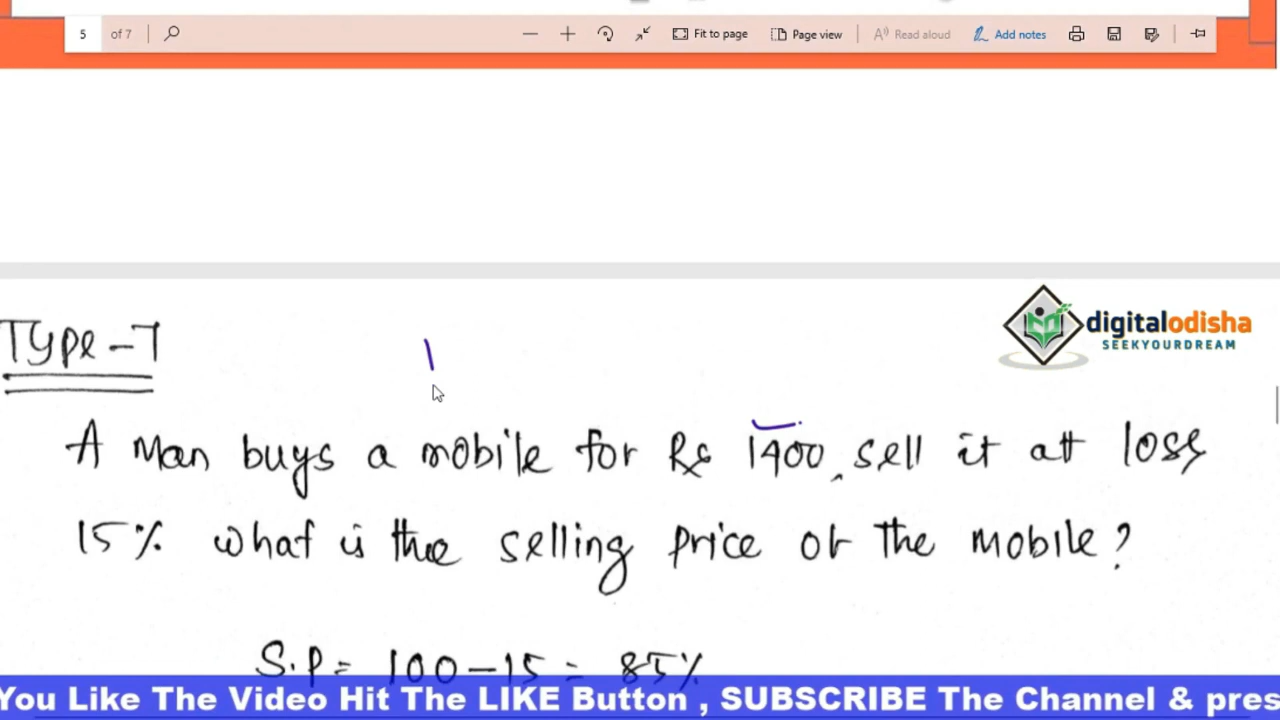 5 of 7 Fit to page Page view Read aloud Add notes
digitalodisha
SEEKYOURDREAM
Type-7
A Man buys a mobile for Rs 1400, sell it at loss
15% what is the selling price of the mobile?
S.P = 100 - 15 = 85%
You Like The Video Hit The LIKE Button , SUBSCRIBE The Channel & pres